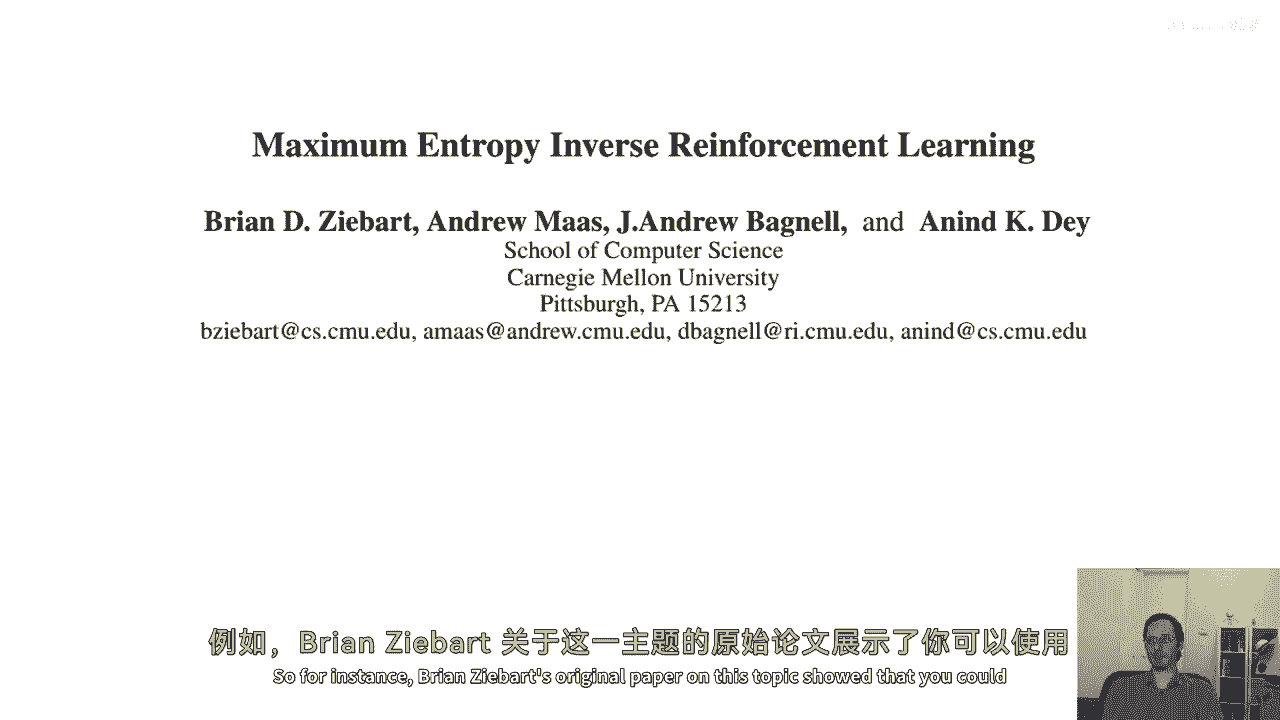 Maximum Entropy Inverse Reinforcement Learning
Brian D. Ziebart, Andrew Maas, J.Andrew Bagnell, and Anind K. Dey
School of Computer Science
Carnegie Mellon University
Pittsburgh, PA 15213
bziebart@cs.cmu.edu, amaas@andrew.cmu.edu, dbagnell@ri.cmu.edu, anind@cs.cmu.edu
例如，Brian Ziebart 关于这一主题的原始论文展示了你可以使用
So for instance, Brian Ziebart's original paper on this topic showed that you could